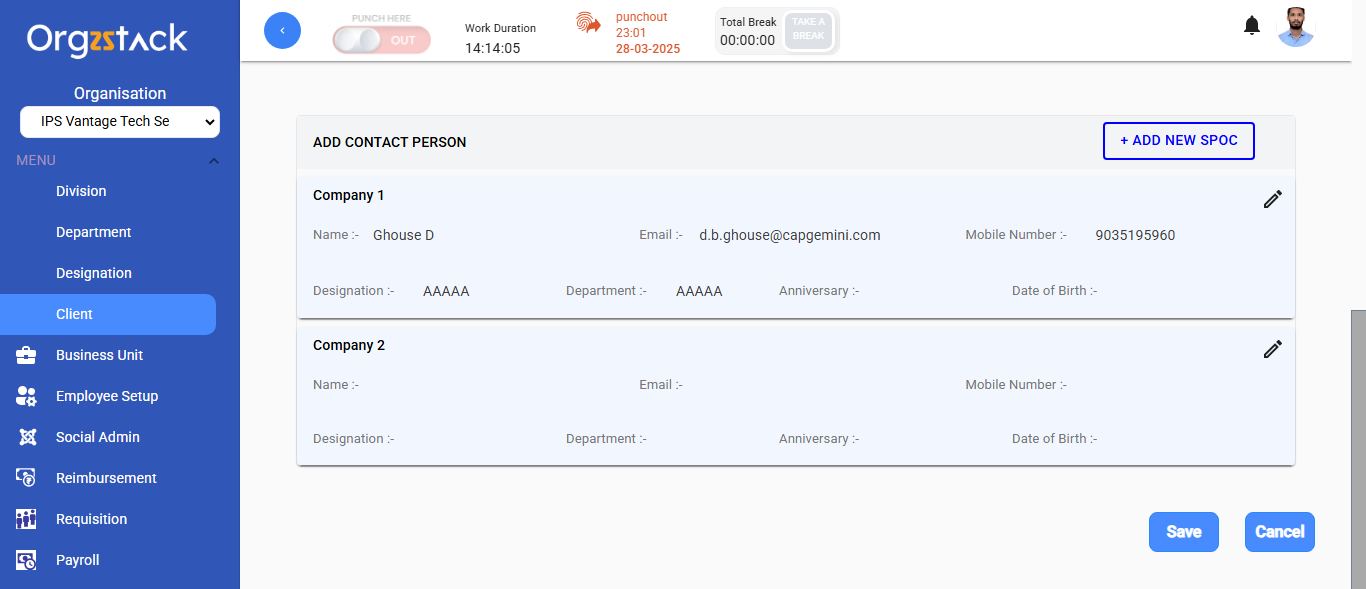 Orgzstack
Organisation
IPS Vantage Tech Se
MENU
Division
Department
Designation
Client
Business Unit
Employee Setup
Social Admin
Reimbursement
Requisition
Payroll
PUNCH HERE
OUT
Work Duration
14:14:05
punchout
23:01
28-03-2025
Total Break
00:00:00
TAKE A
BREAK
ADD CONTACT PERSON
+ ADD NEW SPOC
Company 1
Name :- Ghouse D Email :- d.b.ghouse@capgemini.com Mobile Number :- 9035195960
Designation :- AAAAA Department :- AAAAA Anniversary :- Date of Birth :-
Company 2
Name :- Email :- Mobile Number :-
Designation :- Department :- Anniversary :- Date of Birth :-
Save Cancel